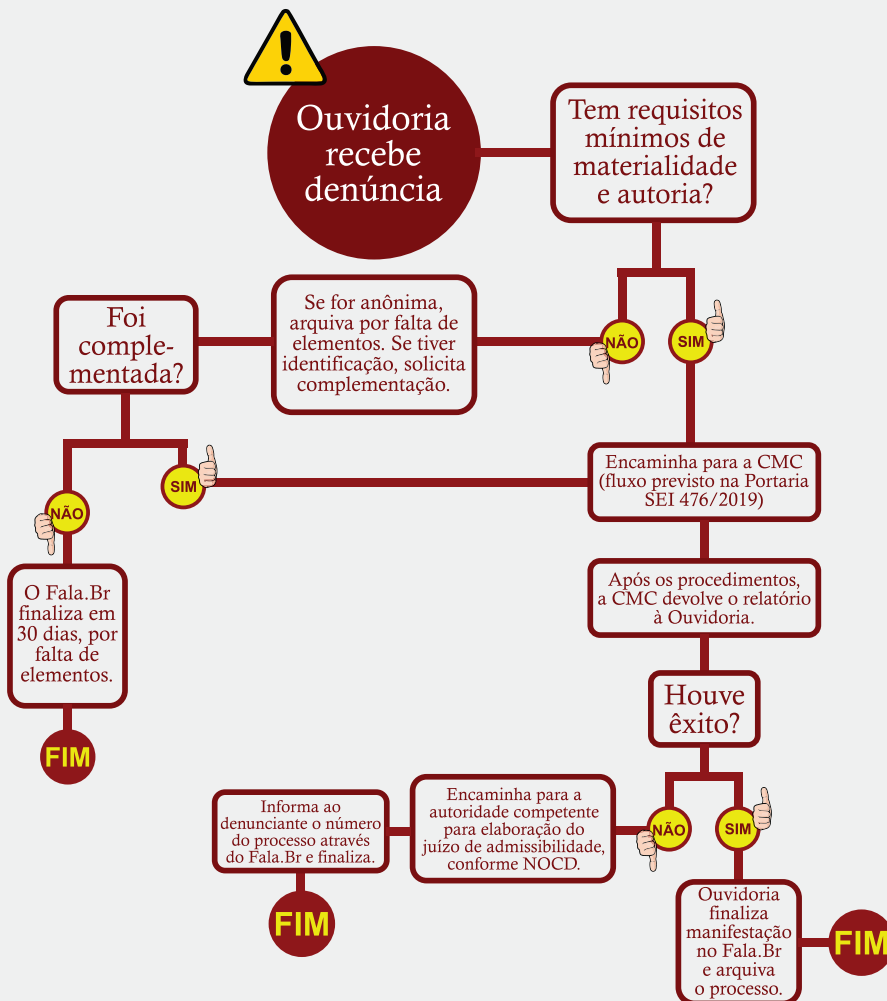 !
Ouvidoria
recebe
denúncia
Tem requisitos
mínimos de
materialidade
e autoria?
NÃO
SIM
Se for anônima,
arquiva por falta de
elementos. Se tiver
identificação, solicita
complementação.
Foi
comple-
mentada?
NÃO
SIM
O Fala.Br
finaliza em
30 dias, por
falta de
elementos.
FIM
Encaminha para a CMC
(fluxo previsto na Portaria
SEI 476/2019)
Após os procedimentos,
a CMC devolve o relatório
à Ouvidoria.
Houve
êxito?
NÃO
SIM
Encaminha para a
autoridade competente
para elaboração do
juízo de admissibilidade,
conforme NOCD.
Informa ao
denunciante o número
do processo através
do Fala.Br e finaliza.
FIM
Ouvidoria
finaliza
manifestação
no Fala.Br
e arquiva
o processo.
FIM